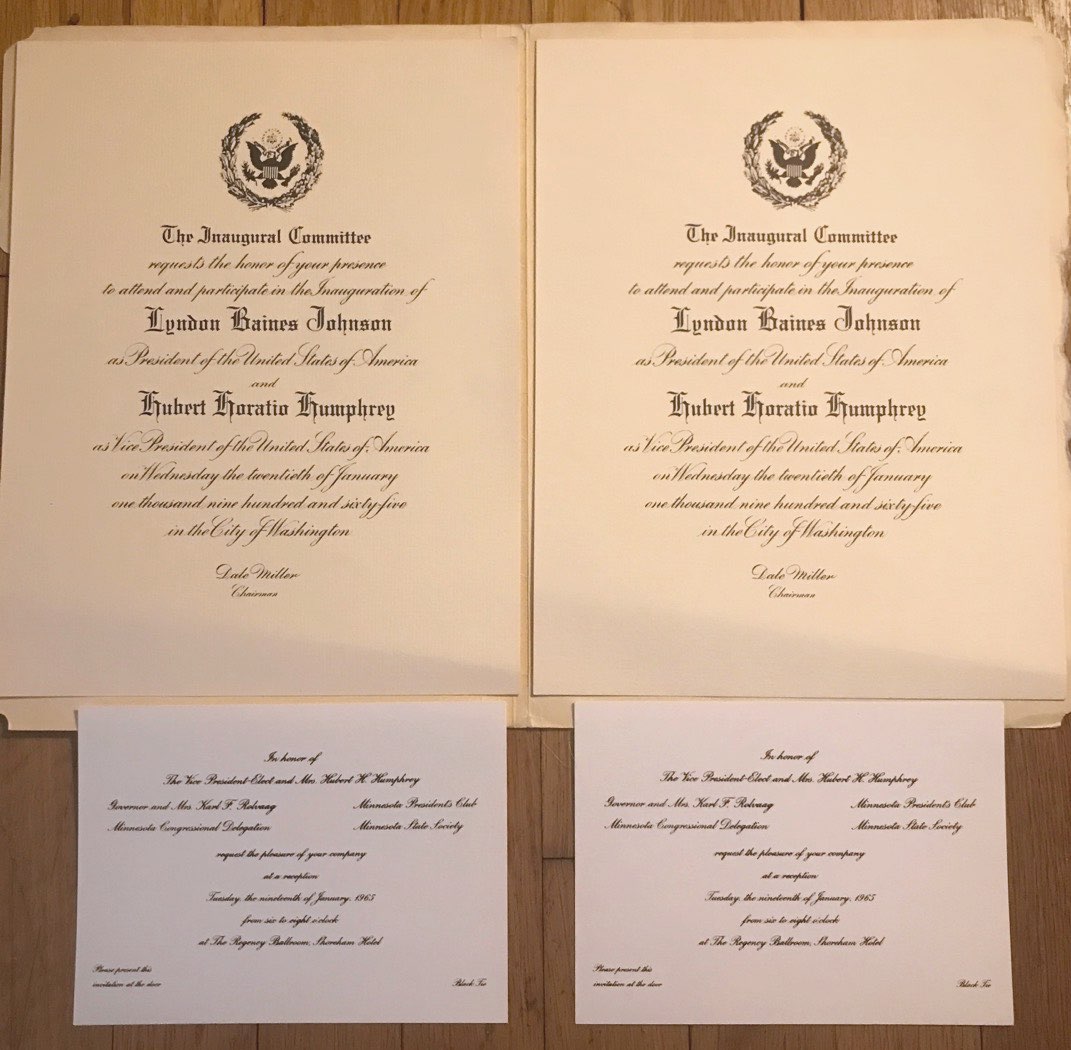 The Inaugural Committee
requests the honor of your presence
to attend and participate in the Inauguration of
Lyndon Baines Johnson
as President of the United States of America
and
Hubert Horatio Humphrey
as Vice President of the United States of America
on Wednesday the twentieth of January
one thousand nine hundred and sixty-five
in the City of Washington
Dale Miller
Chairman
The Inaugural Committee
requests the honor of your presence
to attend and participate in the Inauguration of
Lyndon Baines Johnson
as President of the United States of America
and
Hubert Horatio Humphrey
as Vice President of the United States of America
on Wednesday the twentieth of January
one thousand nine hundred and sixty-five
in the City of Washington
Dale Miller
Chairman
In honor of
The Vice President-Elect and Mrs. Hubert H. Humphrey
Governor and Mrs. Karl F. Rolvaag Minnesota President's Club
Minnesota Congressional Delegation Minnesota State Society
request the pleasure of your company
at a reception
Tuesday, the nineteenth of January, 1965
from six to eight o'clock
at The Regency Ballroom, Shoreham Hotel
Please present this
invitation at the door Black Tie
In honor of
The Vice President-Elect and Mrs. Hubert H. Humphrey
Governor and Mrs. Karl F. Rolvaag Minnesota President's Club
Minnesota Congressional Delegation Minnesota State Society
request the pleasure of your company
at a reception
Tuesday, the nineteenth of January, 1965
from six to eight o'clock
at The Regency Ballroom, Shoreham Hotel
Please present this
invitation at the door Black Tie